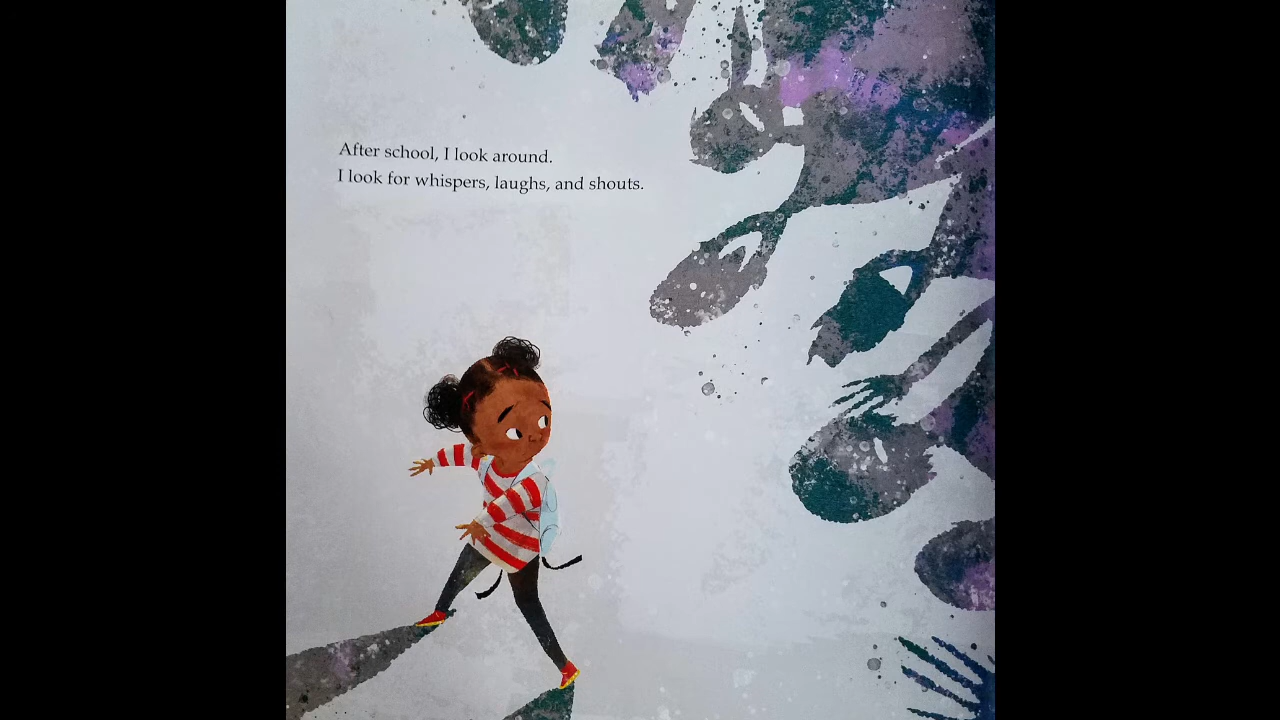 After school, I look around.
I look for whispers, laughs, and shouts.